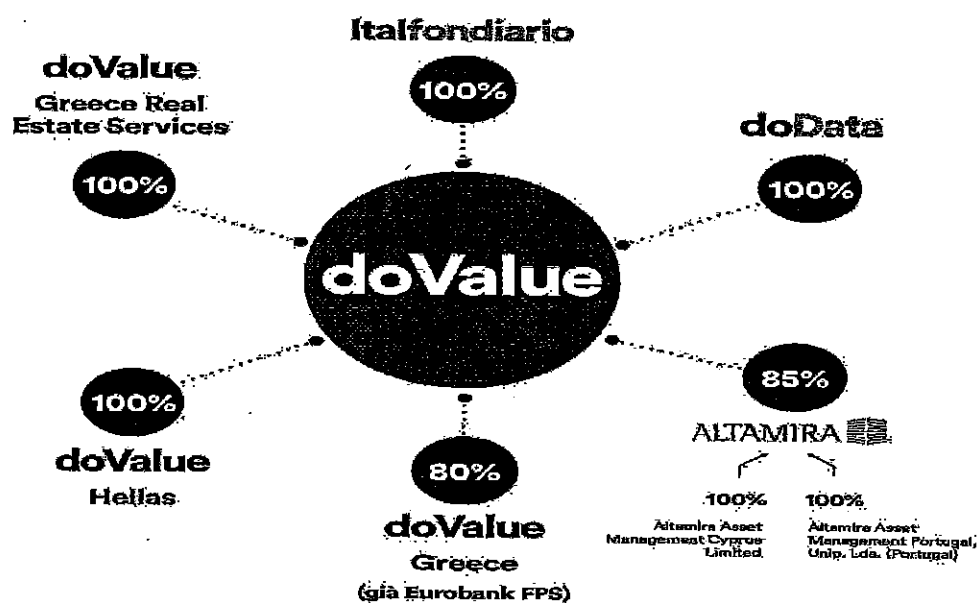 Italfondiario
100%
doValue
Greece Real
Estate Services
100%
doData
100%
doValue
100%
doValue
Hellas
80%
doValue
Greece
(già Eurobank FPS)
85%
ALTAMIRA
100%
Altamira Asset
Management Cyprus
Limited
100%
Altamira Asset
Management Portugal,
Unip. Lda. (Portugal)